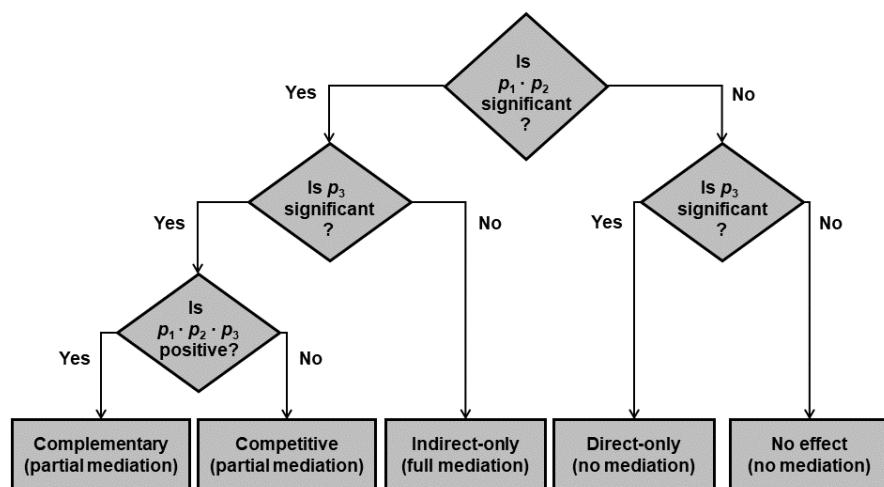 Is
p₁ · p₂
significant
?
Yes
No
Is p₃
significant
?
Is p₃
significant
?
Yes
No
Yes
No
Is
p₁ · p₂ · p₃
positive?
Yes
No
Complementary
(partial mediation)
Competitive
(partial mediation)
Indirect-only
(full mediation)
Direct-only
(no mediation)
No effect
(no mediation)